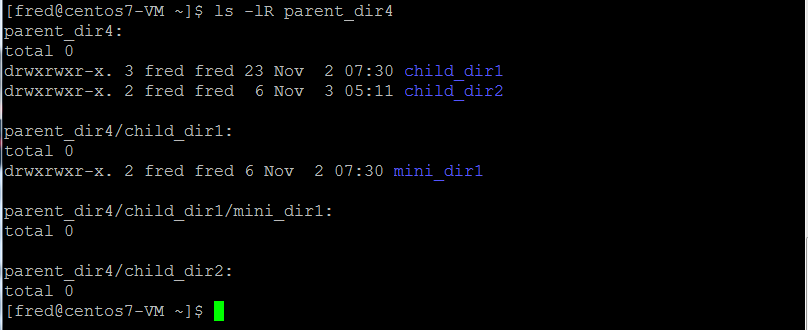 [fred@centos7-VM ~]$ ls -lR parent_dir4
parent_dir4:
total 0
drwxrwxr-x. 3 fred fred 23 Nov  2 07:30 child_dir1
drwxrwxr-x. 2 fred fred  6 Nov  3 05:11 child_dir2

parent_dir4/child_dir1:
total 0
drwxrwxr-x. 2 fred fred 6 Nov  2 07:30 mini_dir1

parent_dir4/child_dir1/mini_dir1:
total 0

parent_dir4/child_dir2:
total 0
[fred@centos7-VM ~]$